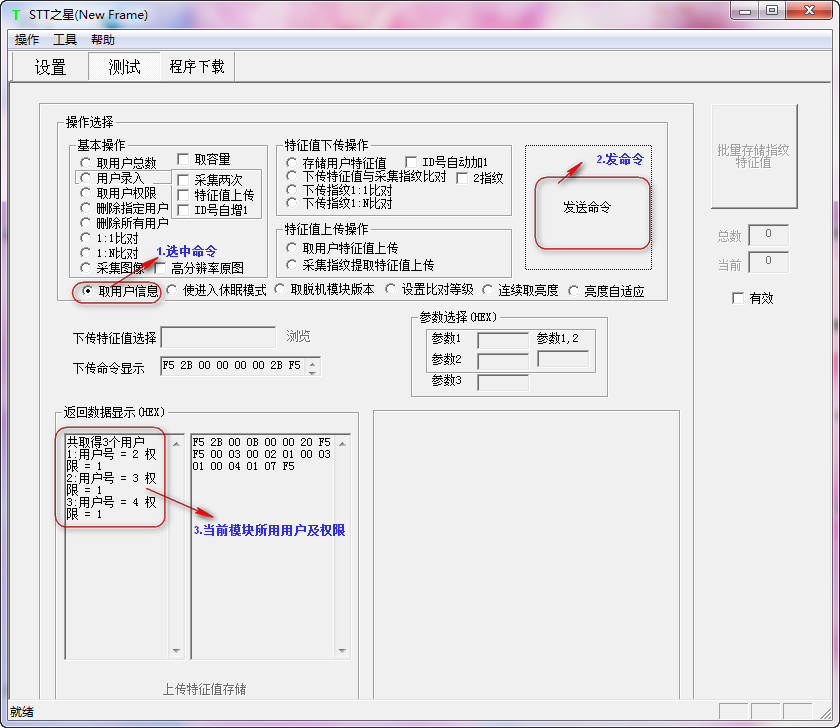 STT之星(New Frame)
操作 工具 帮助
设置 测试 程序下载
操作选择
基本操作
取用户总数
用户录入
取用户权限
删除指定用户
删除所有用户
1:1比对
1:N比对
采集图像
取容量
采集两次
特征值上传
ID号自增1
1.选中命令
高分辨率原图
特征值下传操作
存储用户特征值 ID号自动加1
下传特征值与采集指纹比对 2指纹
下传指纹1:1比对
下传指纹1:N比对
特征值上传操作
取用户特征值上传
采集指纹提取特征值上传
2.发命令
发送命令
取用户信息 使进入休眠模式 取脱机模块版本 设置比对等级 连续取亮度 亮度自适应
批量存储指纹
特征值
总数 0
当前 0
有效
下传特征值选择 浏览
下传命令显示 F5 2B 00 00 00 00 2B F5
参数选择(HEX)
参数1 参数1,2
参数2
参数3
返回数据显示(HEX)
共取得3个用户
1:用户号 = 2 权
限 = 1
2:用户号 = 3 权
限 = 1
3:用户号 = 4 权
限 = 1
F5 2B 00 0B 00 00 20 F5
F5 00 03 00 02 01 00 03
01 00 04 01 07 F5
3.当前模块所用用户及权限
上传特征值存储
就绪